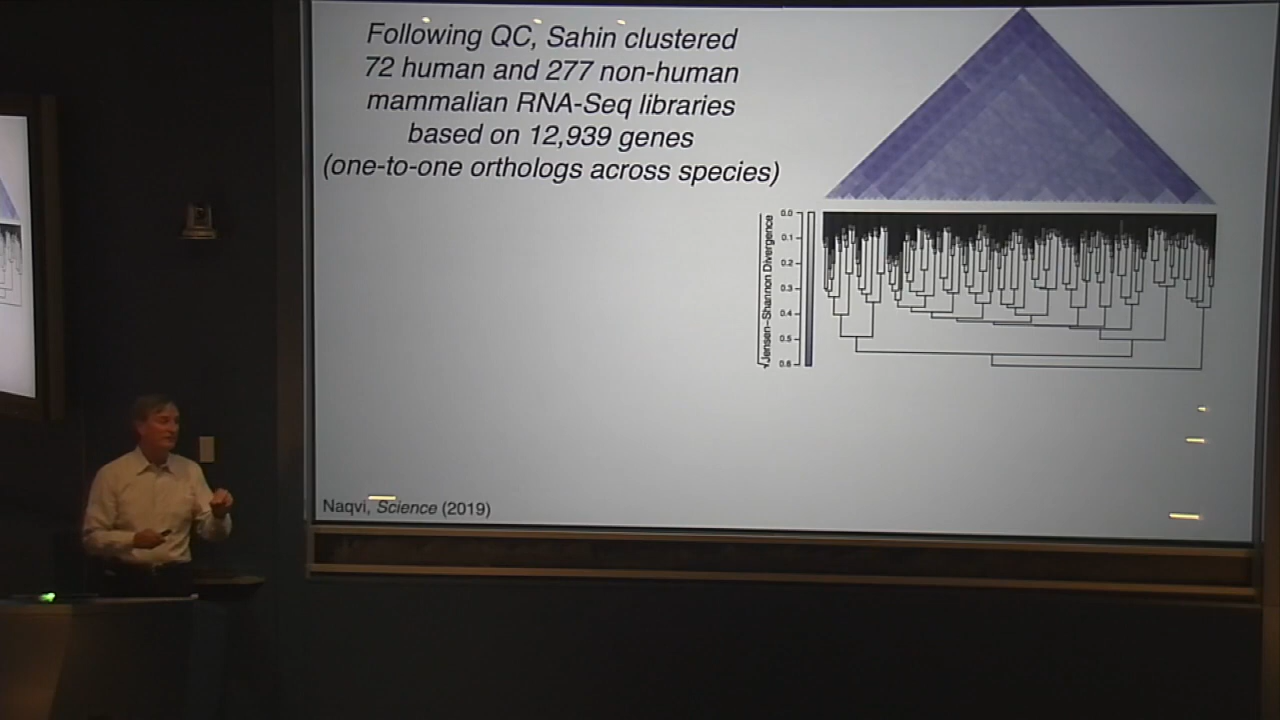 Following QC, Sahin clustered
72 human and 277 non-human
mammalian RNA-Seq libraries
based on 12,939 genes
(one-to-one orthologs across species)
√Jensen-Shannon Divergence
0.0
0.1
0.2
0.3
0.4
0.5
0.6
Naqvi, Science (2019)